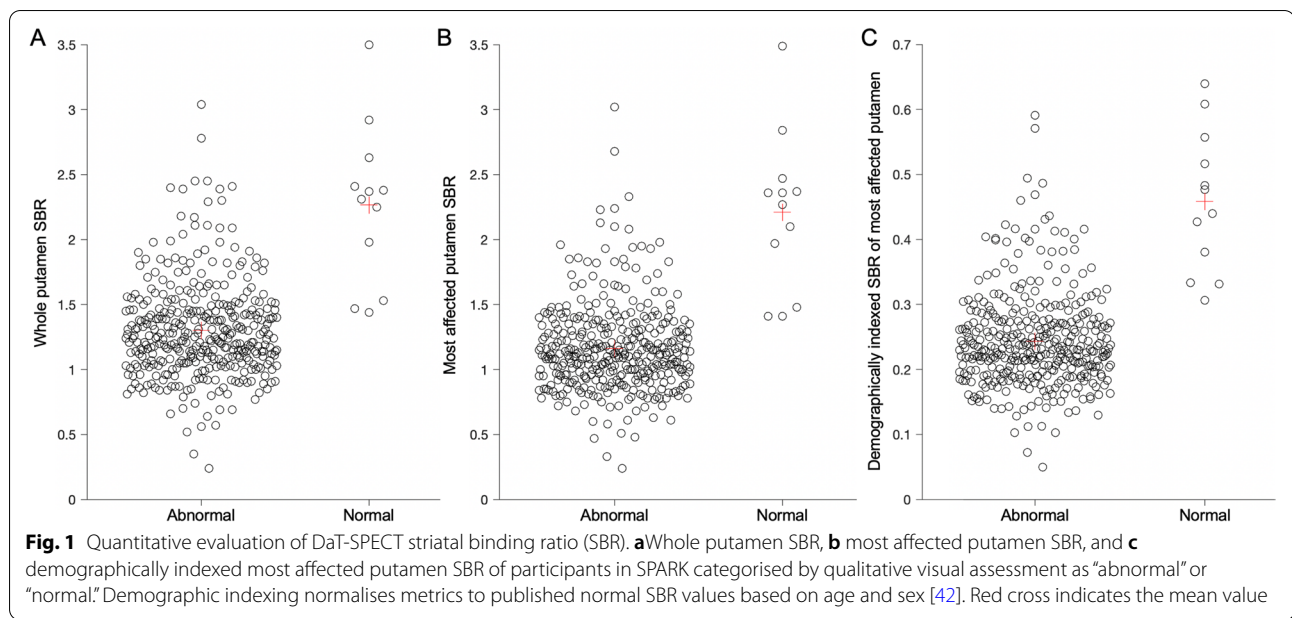 A
B
C
3.5
3
2.5
2
1.5
1
0.5
0
Whole putamen SBR
Abnormal
Normal
3.5
3
2.5
2
1.5
1
0.5
0
Most affected putamen SBR
Abnormal
Normal
0.7
0.6
0.5
0.4
0.3
0.2
0.1
0
Demographically indexed SBR of most affected putamen
Abnormal
Normal
Fig. 1 Quantitative evaluation of DaT-SPECT striatal binding ratio (SBR). aWhole putamen SBR, b most affected putamen SBR, and c
demographically indexed most affected putamen SBR of participants in SPARK categorised by qualitative visual assessment as “abnormal” or
“normal.” Demographic indexing normalises metrics to published normal SBR values based on age and sex [42]. Red cross indicates the mean value